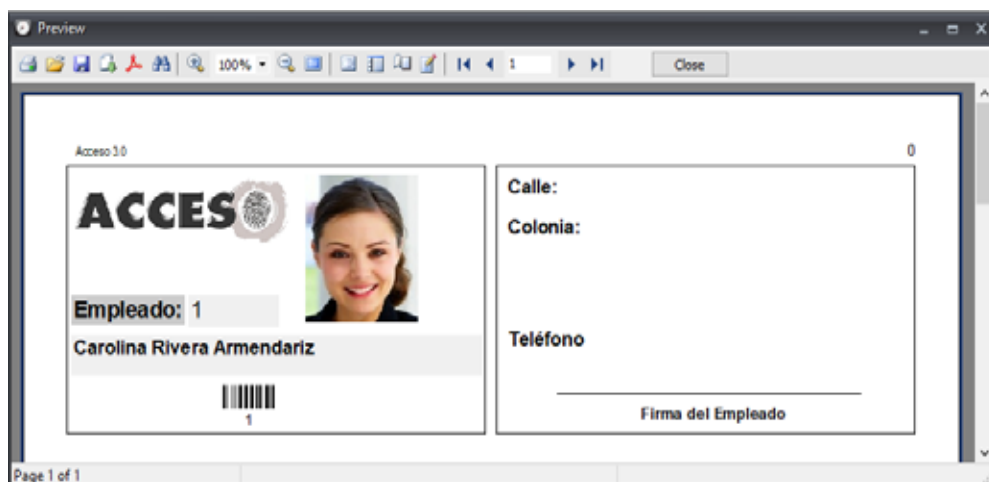 Preview
100%
1
Close
Acceso 3.0
0
ACCESO
Empleado: 1
Carolina Rivera Armendariz
1
Calle:
Colonia:
Teléfono
Firma del Empleado
Page 1 of 1